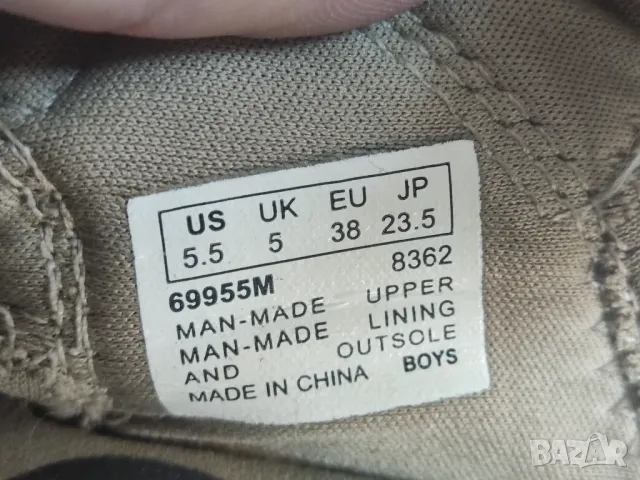 US UK EU JP
5.5 5 38 23.5
69955M 8362
MAN-MADE UPPER
MAN-MADE LINING
AND OUTSOLE
MADE IN CHINA BOYS
BAZAR